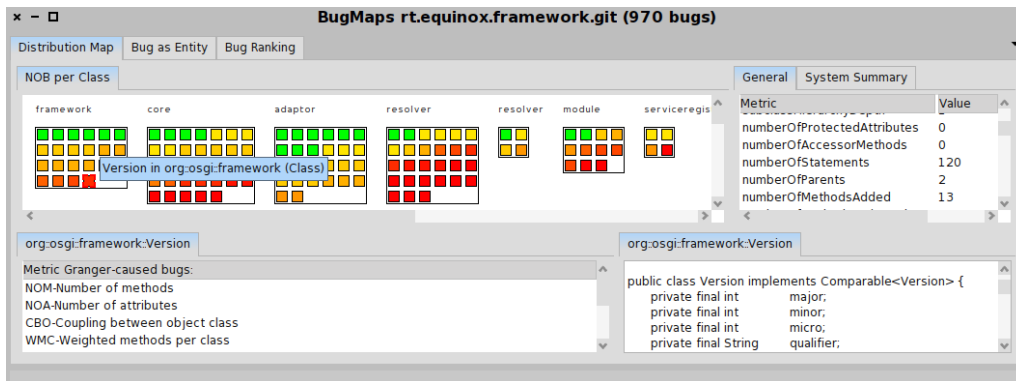 BugMaps rt.equinox.framework.git (970 bugs)
Distribution Map Bug as Entity Bug Ranking
NOB per Class
framework core adaptor resolver resolver module serviceregis
Version in org::osgi::framework (Class)
General System Summary
Metric Value
numberOfProtectedAttributes 0
numberOfAccessorMethods 0
numberOfStatements 120
numberOfParents 2
numberOfMethodsAdded 13
org::osgi::framework::Version
Metric Granger-caused bugs:
NOM-Number of methods
NOA-Number of attributes
CBO-Coupling between object class
WMC-Weighted methods per class
org::osgi::framework::Version
public class Version implements Comparable<Version> {
private final int major;
private final int minor;
private final int micro;
private final String qualifier;